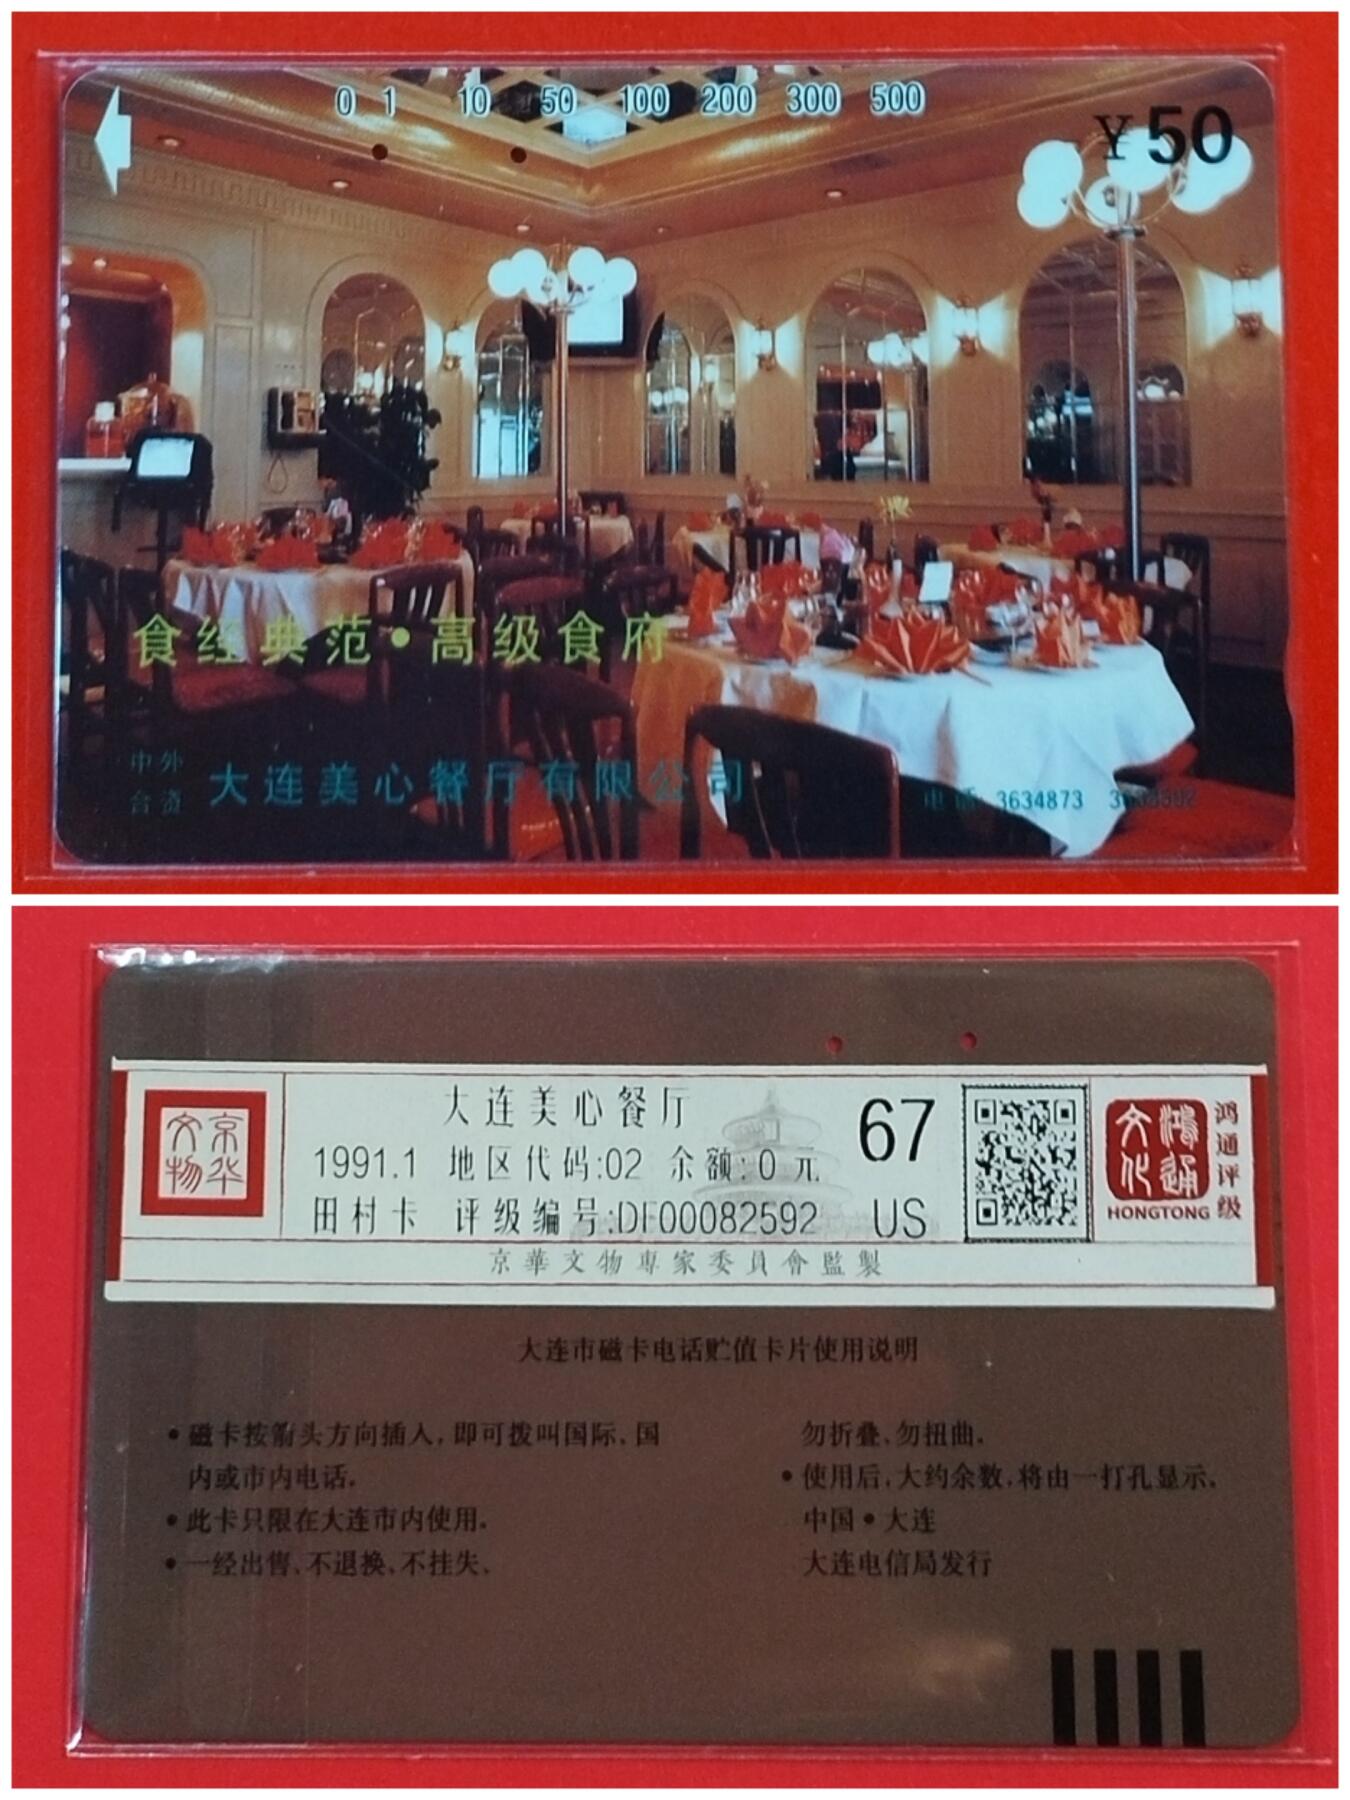 0 1 10 50 100 200 300 500
￥50
食经典范•高级食府
中外
合资
大连美心餐厅有限公司
电话: 3634873
京华
文物
大连美心餐厅
1991.1 地区代码:02 余额:0元
田村卡 评级编号:DF00082592
67
US
鸿通
文化
HONGTONG
鸿通评级
京華文物專家委員會監製
大连市磁卡电话贮值卡片使用说明
•磁卡按箭头方向插入,即可拨叫国际、国
内或市内电话。
•此卡只限在大连市内使用。
•一经出售、不退换、不挂失、
勿折叠、勿扭曲。
•使用后,大约余数,将由一打孔显示。
中国•大连
大连电信局发行